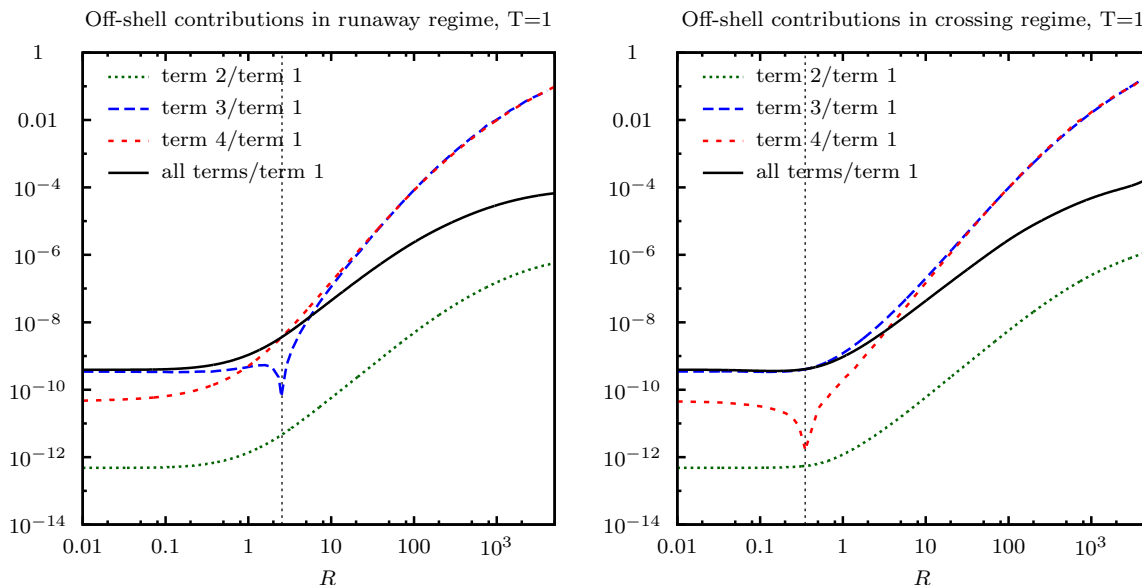 Off-shell contributions in runaway regime, T=1
1
0.01
10^−4
10^−6
10^−8
10^−10
10^−12
10^−14
term 2/term 1
term 3/term 1
term 4/term 1
all terms/term 1
0.01 0.1 1 10 100 10^3
R
Off-shell contributions in crossing regime, T=1
1
0.01
10^−4
10^−6
10^−8
10^−10
10^−12
10^−14
term 2/term 1
term 3/term 1
term 4/term 1
all terms/term 1
0.01 0.1 1 10 100 10^3
R